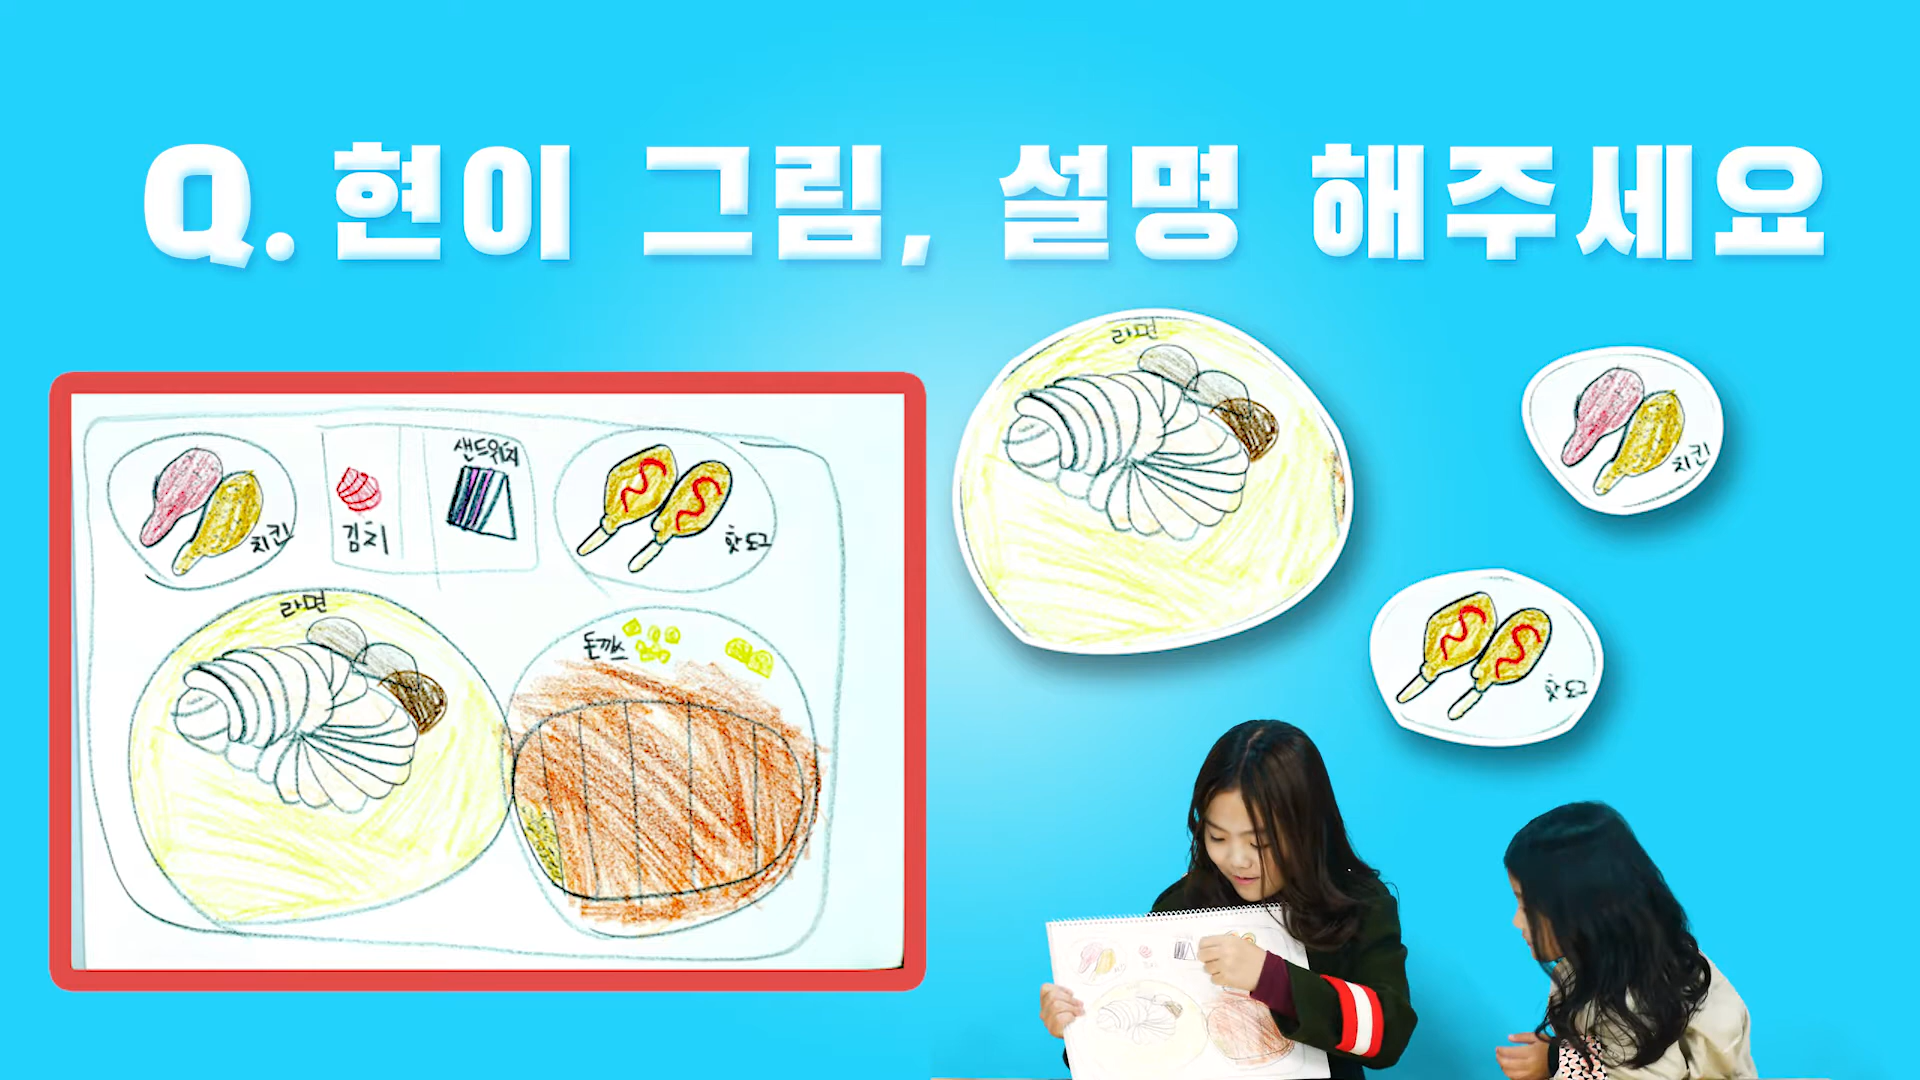 Q. 현이 그림, 설명 해주세요
치킨
김치
샌드위치
핫도그
라면
돈까스
라면
치킨
핫도그